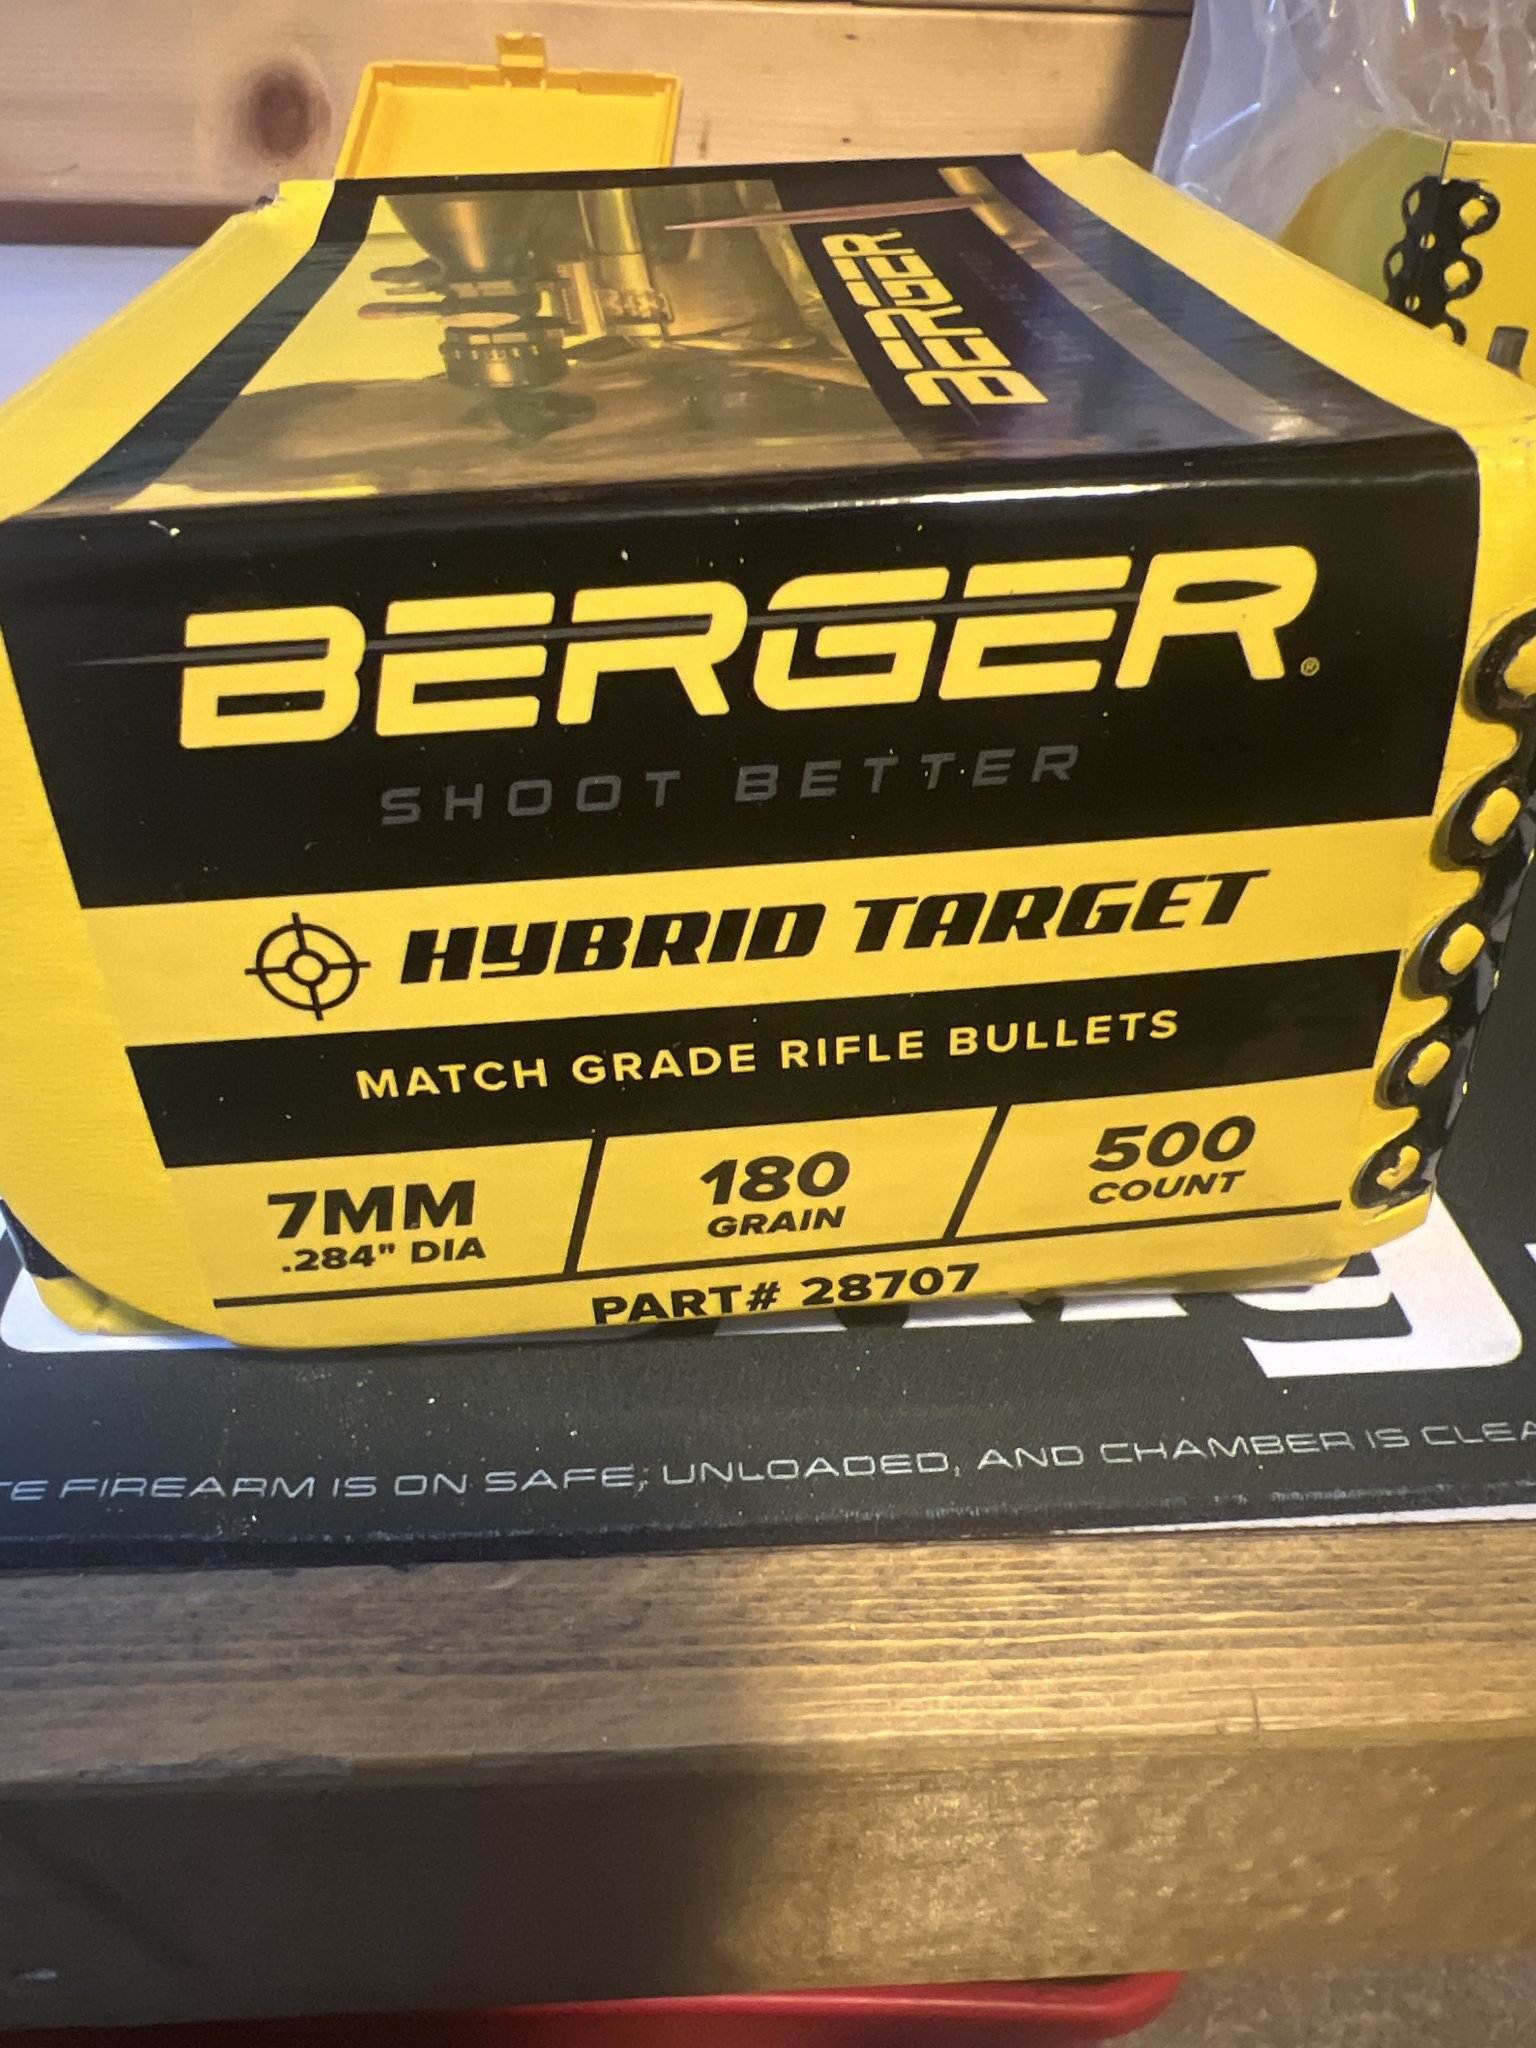 BERGER
BERGER®
SHOOT BETTER
HYBRID TARGET
MATCH GRADE RIFLE BULLETS
7MM
.284" DIA
180
GRAIN
500
COUNT
PART# 28707
FIREARM IS ON SAFE, UNLOADED, AND CHAMBER IS